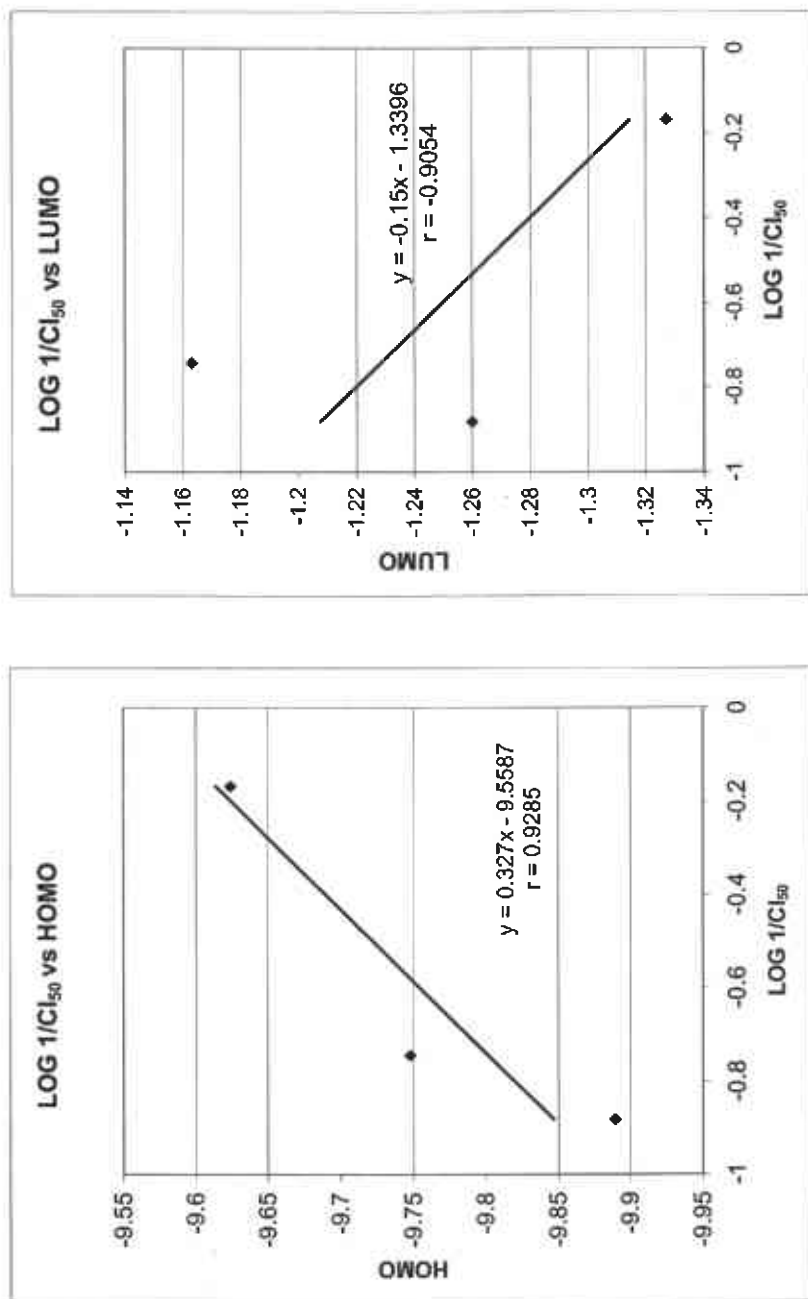 LOG 1/CI₅₀ vs HOMO
-9.55
-9.6
-9.65
-9.7
-9.75
-9.8
-9.85
-9.9
-9.95
HOMO
y = 0.327x - 9.5587
r = 0.9285
-1 -0.8 -0.6 -0.4 -0.2 0
LOG 1/CI₅₀
LOG 1/CI₅₀ vs LUMO
-1.14
-1.16
-1.18
-1.2
-1.22
-1.24
-1.26
-1.28
-1.3
-1.32
-1.34
LUMO
y = -0.15x - 1.3396
r = -0.9054
-1 -0.8 -0.6 -0.4 -0.2 0
LOG 1/CI₅₀